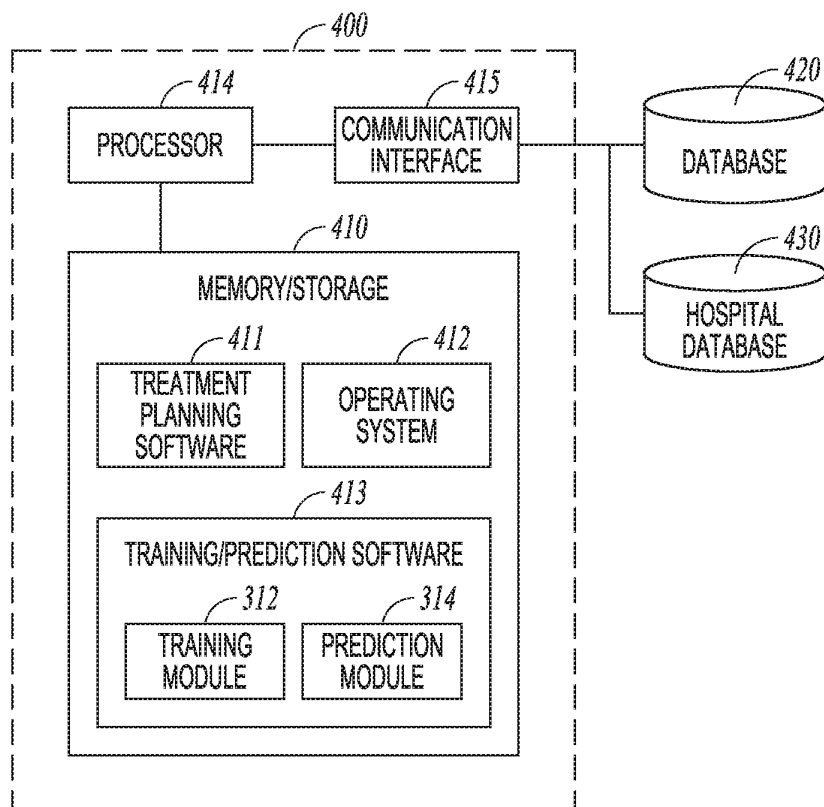 400
414
415
420
PROCESSOR
COMMUNICATION
INTERFACE
DATABASE
410
430
MEMORY/STORAGE
HOSPITAL
DATABASE
411
412
TREATMENT
PLANNING
SOFTWARE
OPERATING
SYSTEM
413
TRAINING/PREDICTION SOFTWARE
312
314
TRAINING
MODULE
PREDICTION
MODULE